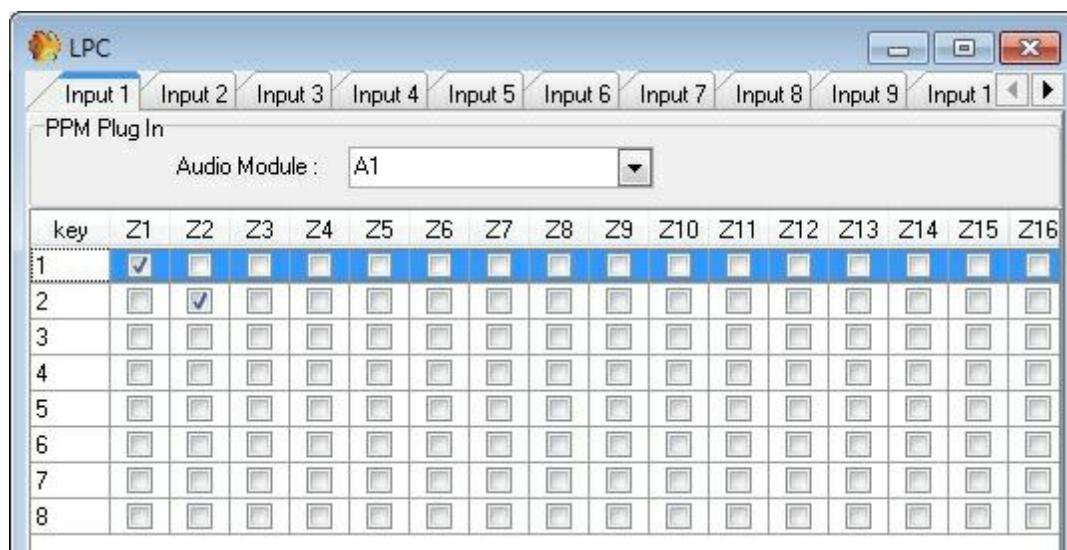 LPC
Input 1 Input 2 Input 3 Input 4 Input 5 Input 6 Input 7 Input 8 Input 9 Input 1
PPM Plug In
Audio Module : A1
key Z1 Z2 Z3 Z4 Z5 Z6 Z7 Z8 Z9 Z10 Z11 Z12 Z13 Z14 Z15 Z16
1
2
3
4
5
6
7
8